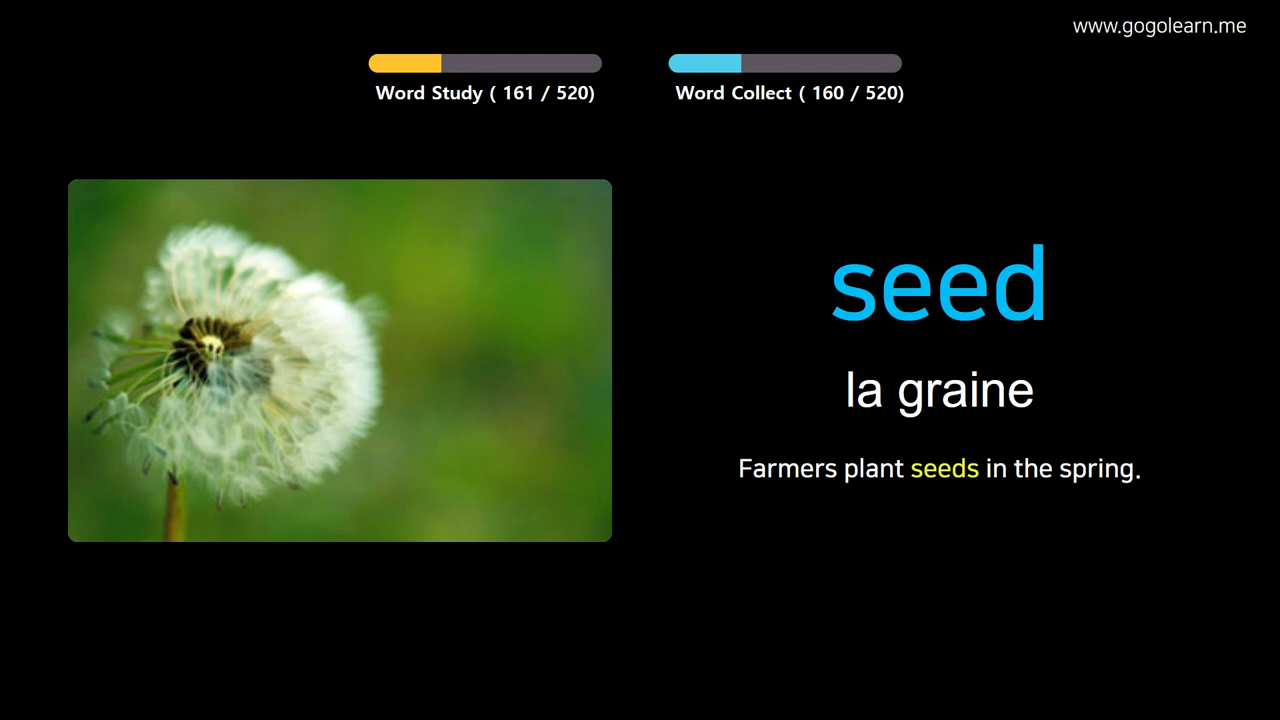 www.gogolearn.me
Word Study ( 161 / 520)
Word Collect ( 160 / 520)
seed
la graine
Farmers plant seeds in the spring.